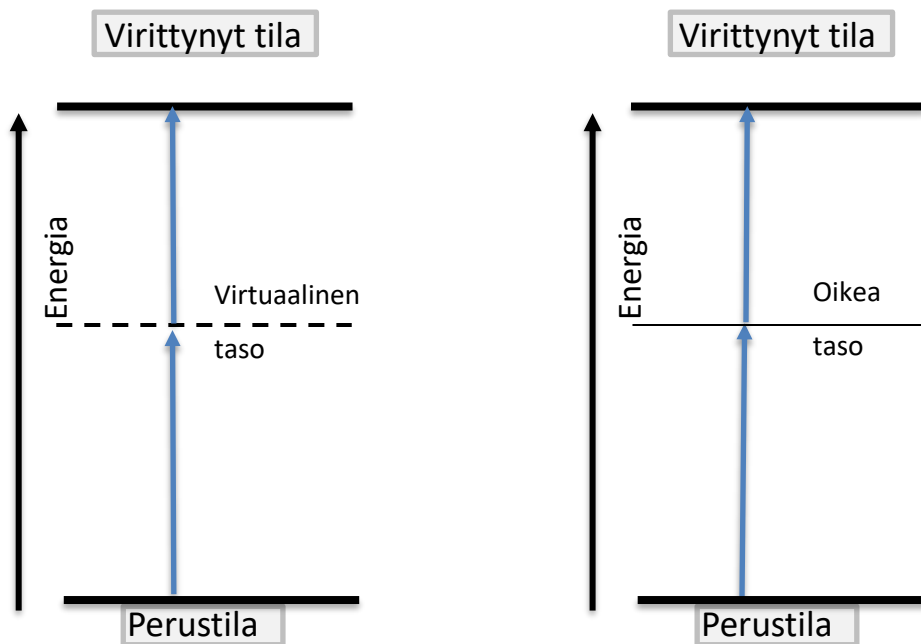 Virittynyt tila
Energia
Virtuaalinen
taso
Perustila
Virittynyt tila
Energia
Oikea
taso
Perustila